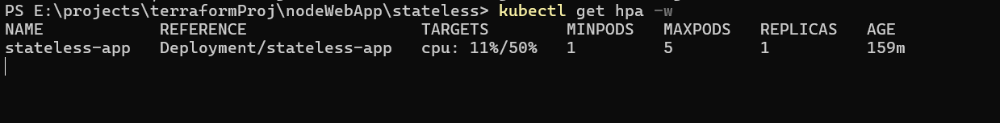 PS E:\projects\terraformProj\nodeWebApp\stateless> kubectl get hpa -w
NAME REFERENCE TARGETS MINPODS MAXPODS REPLICAS AGE
stateless-app Deployment/stateless-app cpu: 11%/50% 1 5 1 159m